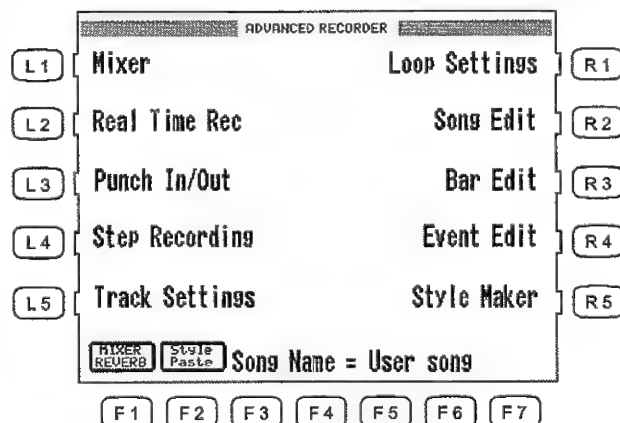 ADVANCED RECORDER
L1 Mixer Loop Settings R1
L2 Real Time Rec Song Edit R2
L3 Punch In/Out Bar Edit R3
L4 Step Recording Event Edit R4
L5 Track Settings Style Maker R5
MIXER REVERB Style Paste Song Name = User song
F1 F2 F3 F4 F5 F6 F7